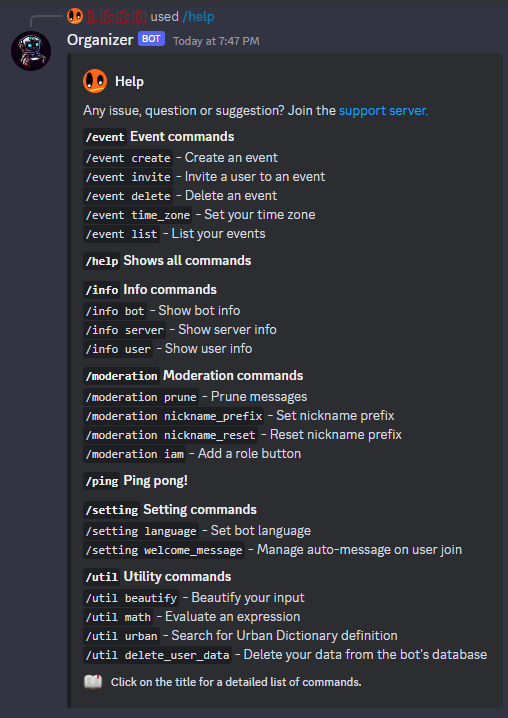 used /help
Organizer BOT Today at 7:47 PM
Help
Any issue, question or suggestion? Join the support server.
/event Event commands
/event create - Create an event
/event invite - Invite a user to an event
/event delete - Delete an event
/event time_zone - Set your time zone
/event list - List your events
/help Shows all commands
/info Info commands
/info bot - Show bot info
/info server - Show server info
/info user - Show user info
/moderation Moderation commands
/moderation prune - Prune messages
/moderation nickname_prefix - Set nickname prefix
/moderation nickname_reset - Reset nickname prefix
/moderation iam - Add a role button
/ping Ping pong!
/setting Setting commands
/setting language - Set bot language
/setting welcome_message - Manage auto-message on user join
/util Utility commands
/util beautify - Beautify your input
/util math - Evaluate an expression
/util urban - Search for Urban Dictionary definition
/util delete_user_data - Delete your data from the bot's database
Click on the title for a detailed list of commands.